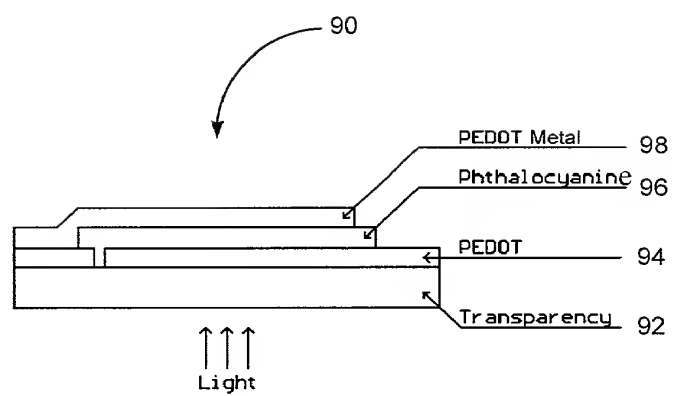 90
PEDOT Metal 98
Phthalocyanine 96
PEDOT 94
Transparency 92
Light